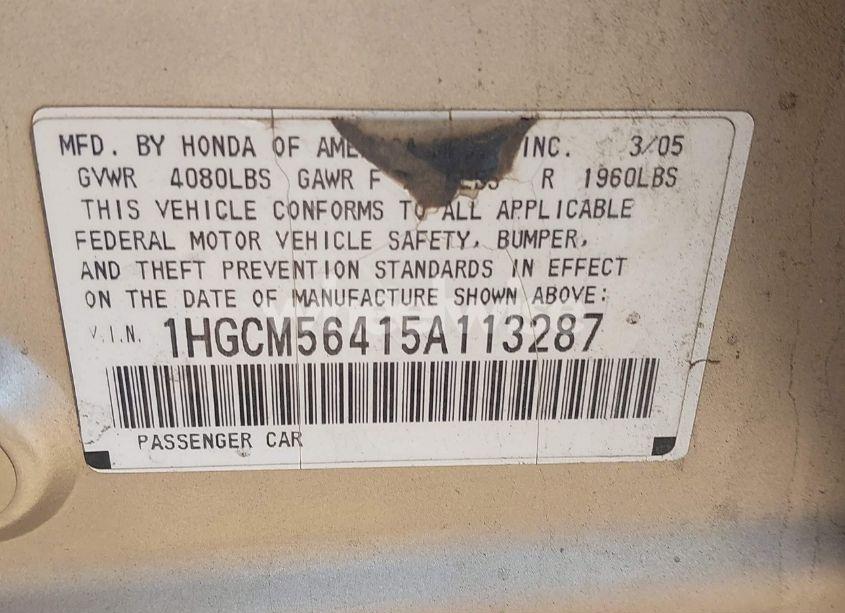 MFD. BY HONDA OF INC. 3/05
GVWR 4080LBS GAWR F R 1960LBS
THIS VEHICLE CONFORMS TO ALL APPLICABLE
FEDERAL MOTOR VEHICLE SAFETY, BUMPER,
AND THEFT PREVENTION STANDARDS IN EFFECT
ON THE DATE OF MANUFACTURE SHOWN ABOVE:
V.I.N. 1HGCM56415A113287
PASSENGER CAR